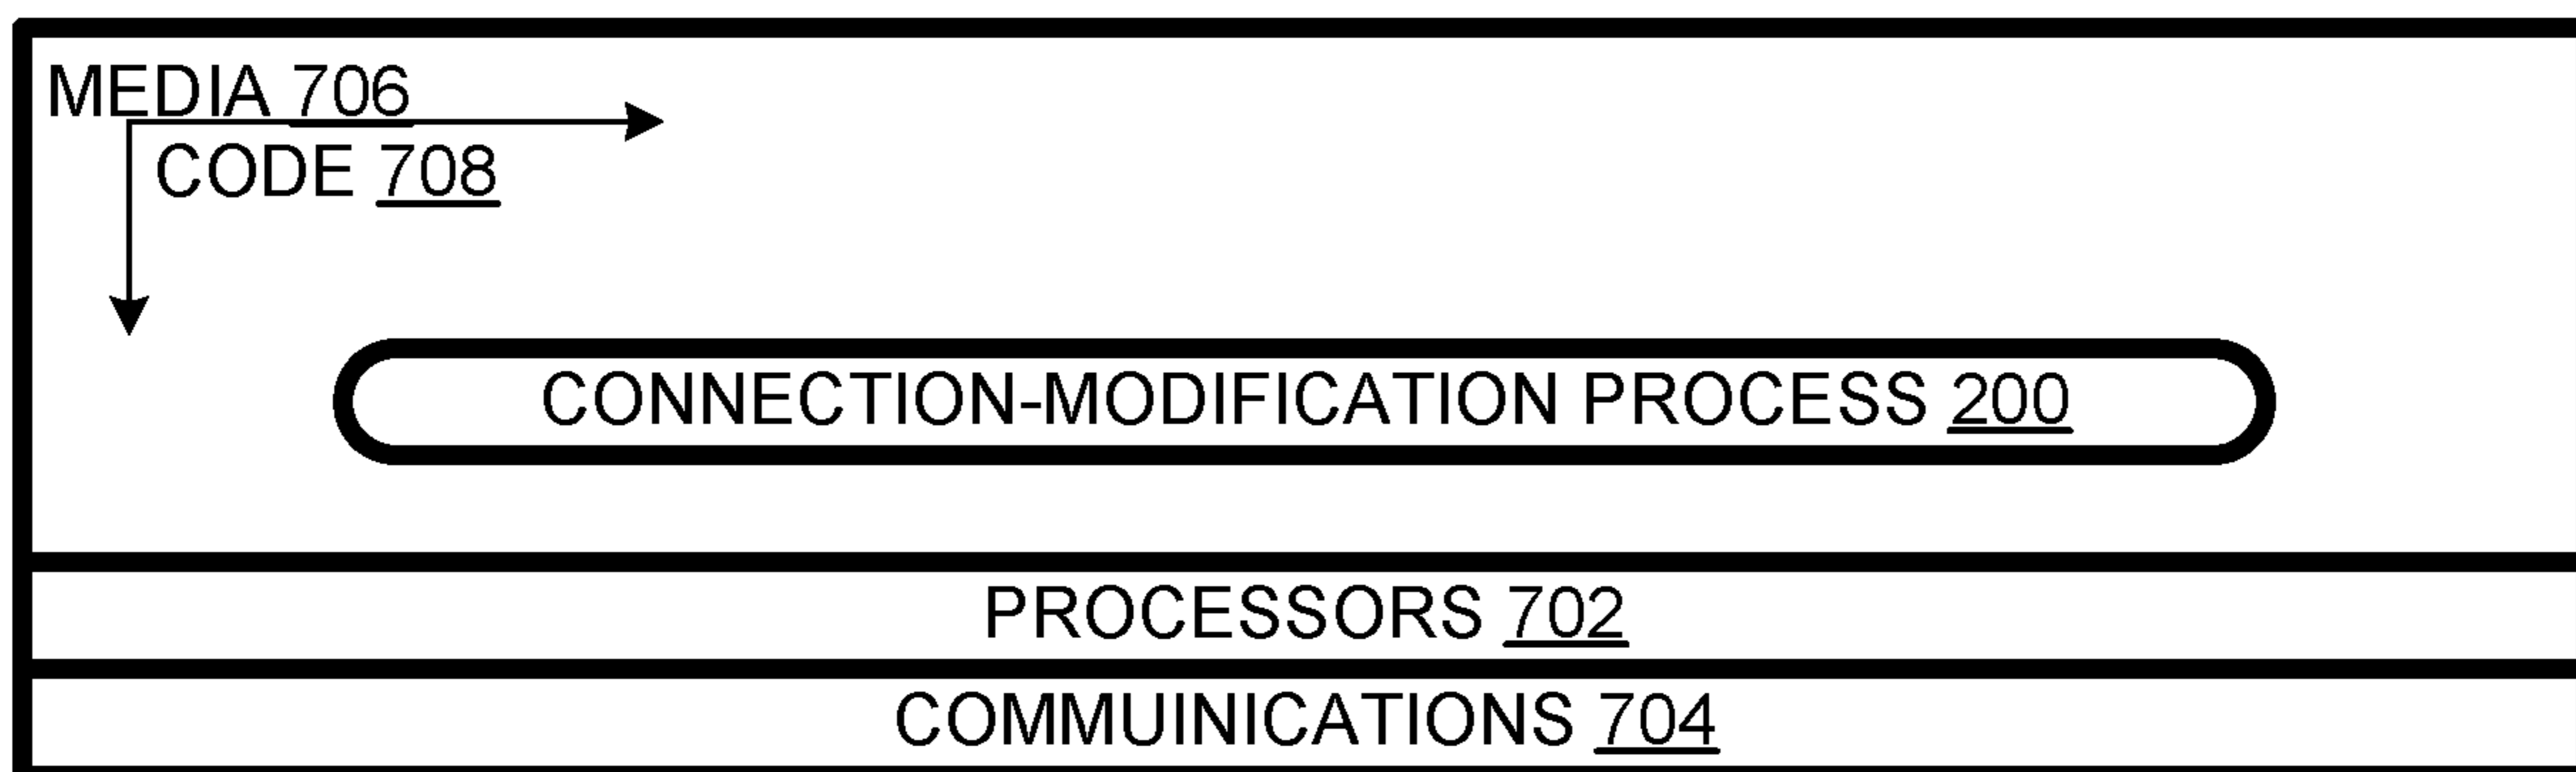 MEDIA 706
CODE 708
CONNECTION-MODIFICATION PROCESS 200
PROCESSORS 702
COMMUINICATIONS 704